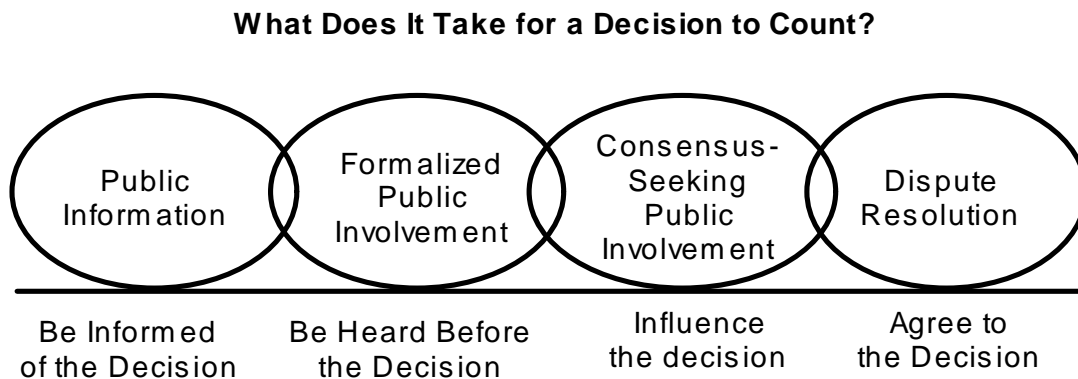 What Does It Take for a Decision to Count?
Public
Information
Formalized
Public
Involvement
Consensus-
Seeking
Public
Involvement
Dispute
Resolution
Be Informed
of the Decision
Be Heard Before
the Decision
Influence
the decision
Agree to
the Decision